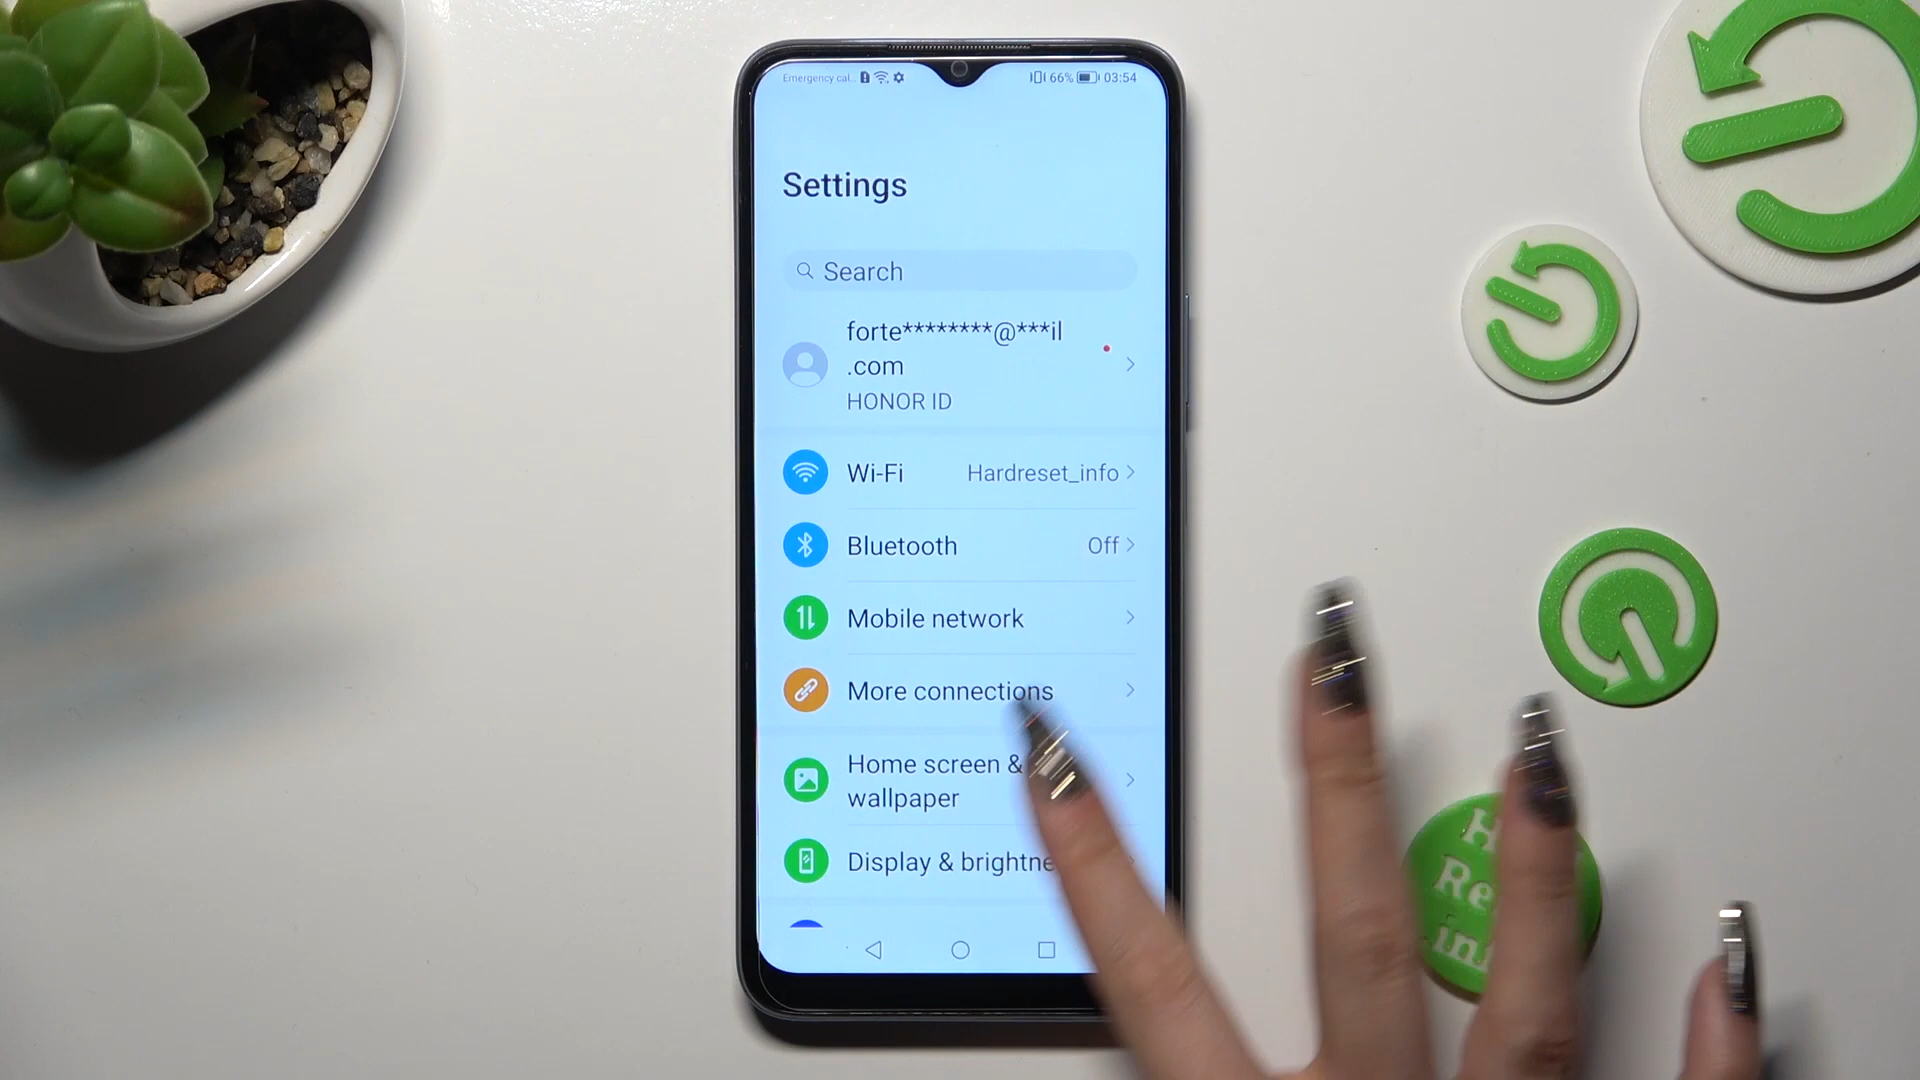 Emergency cal.. 66% 03:54
Settings
Search
forte********@***il
.com
HONOR ID
Wi-Fi Hardreset_info
Bluetooth Off
Mobile network
More connections
Home screen &
wallpaper
Display & brightne